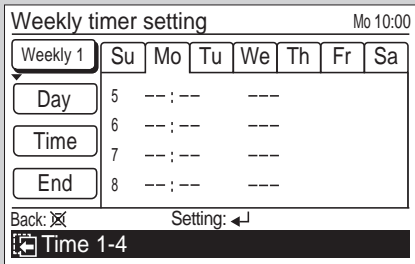 Weekly timer setting Mo 10:00
Weekly 1 Su Mo Tu We Th Fr Sa
Day 5 --:-- ---
6 --:-- ---
Time 7 --:-- ---
End 8 --:-- ---
Back: Setting:
Time 1-4